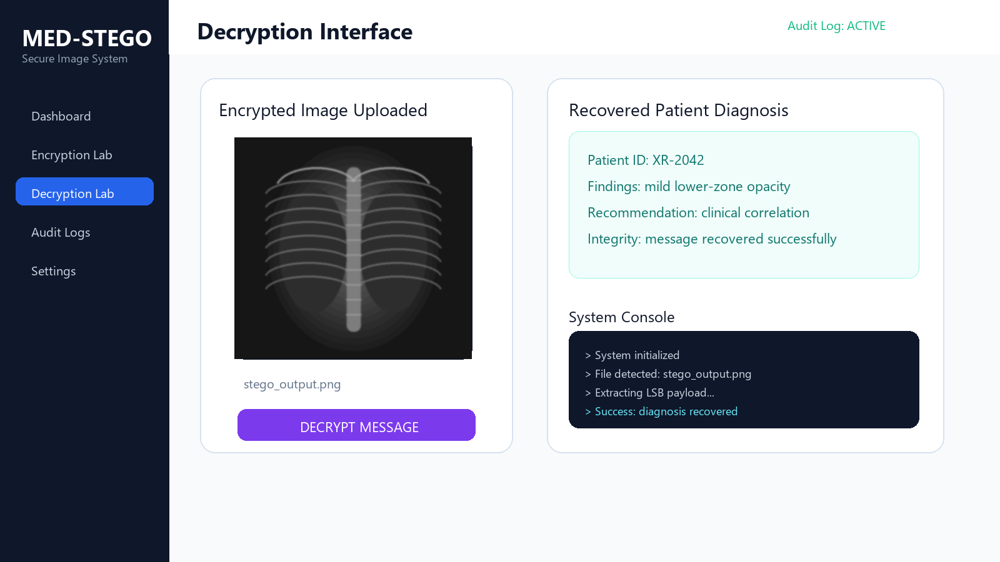 MED-STEGO
Secure Image System
Dashboard
Encryption Lab
Decryption Lab
Audit Logs
Settings
Decryption Interface
Audit Log: ACTIVE
Encrypted Image Uploaded
stego_output.png
DECRYPT MESSAGE
Recovered Patient Diagnosis
Patient ID: XR-2042
Findings: mild lower-zone opacity
Recommendation: clinical correlation
Integrity: message recovered successfully
System Console
> System initialized
> File detected: stego_output.png
> Extracting LSB payload...
> Success: diagnosis recovered